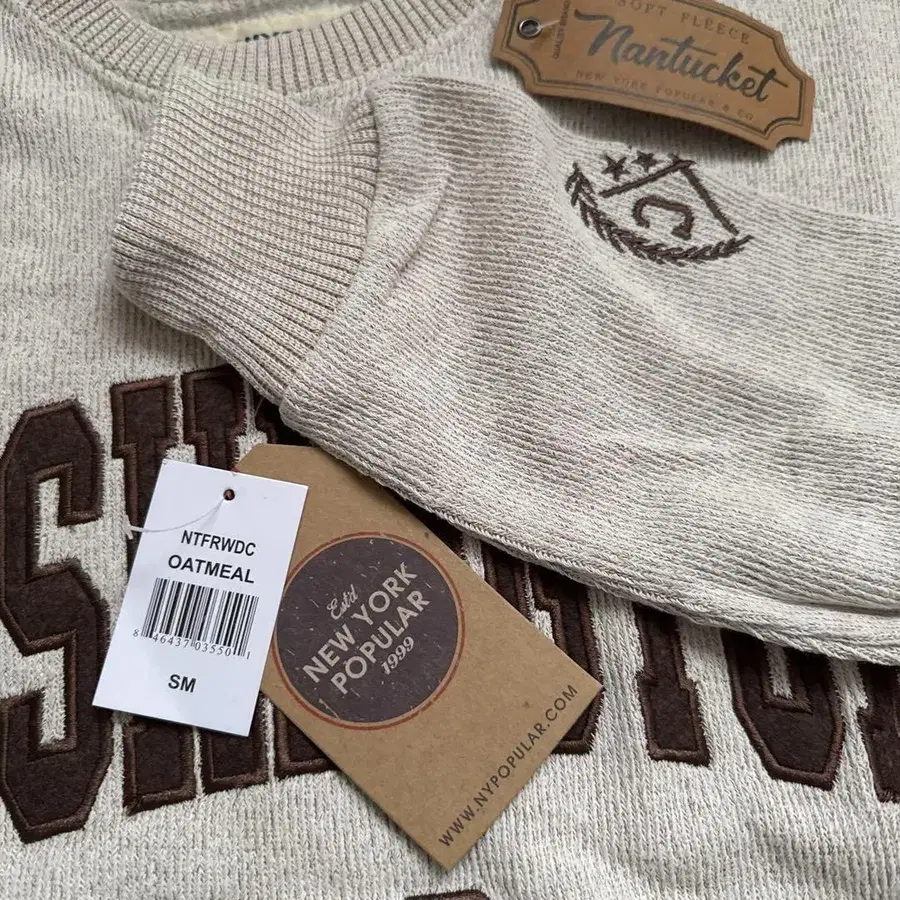 SOFT FLEECE
QUALITY BRAND
Nantucket
NEW YORK POPULAR & CO
NTFRWDC
OATMEAL
8 46437 03550 1
SM
Estd
NEW YORK
POPULAR
1999
WWW.NYPOPULAR.COM